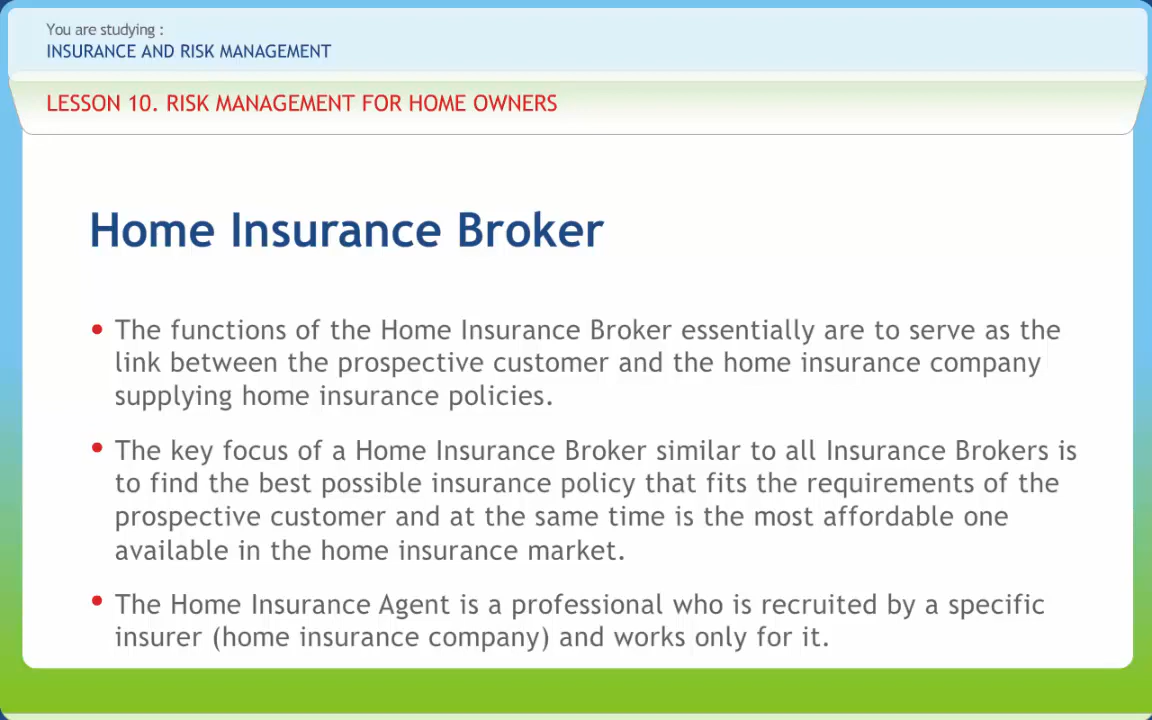 You are studying :
INSURANCE AND RISK MANAGEMENT
LESSON 10. RISK MANAGEMENT FOR HOME OWNERS
Home Insurance Broker
• The functions of the Home Insurance Broker essentially are to serve as the
link between the prospective customer and the home insurance company
supplying home insurance policies.
• The key focus of a Home Insurance Broker similar to all Insurance Brokers is
to find the best possible insurance policy that fits the requirements of the
prospective customer and at the same time is the most affordable one
available in the home insurance market.
• The Home Insurance Agent is a professional who is recruited by a specific
insurer (home insurance company) and works only for it.